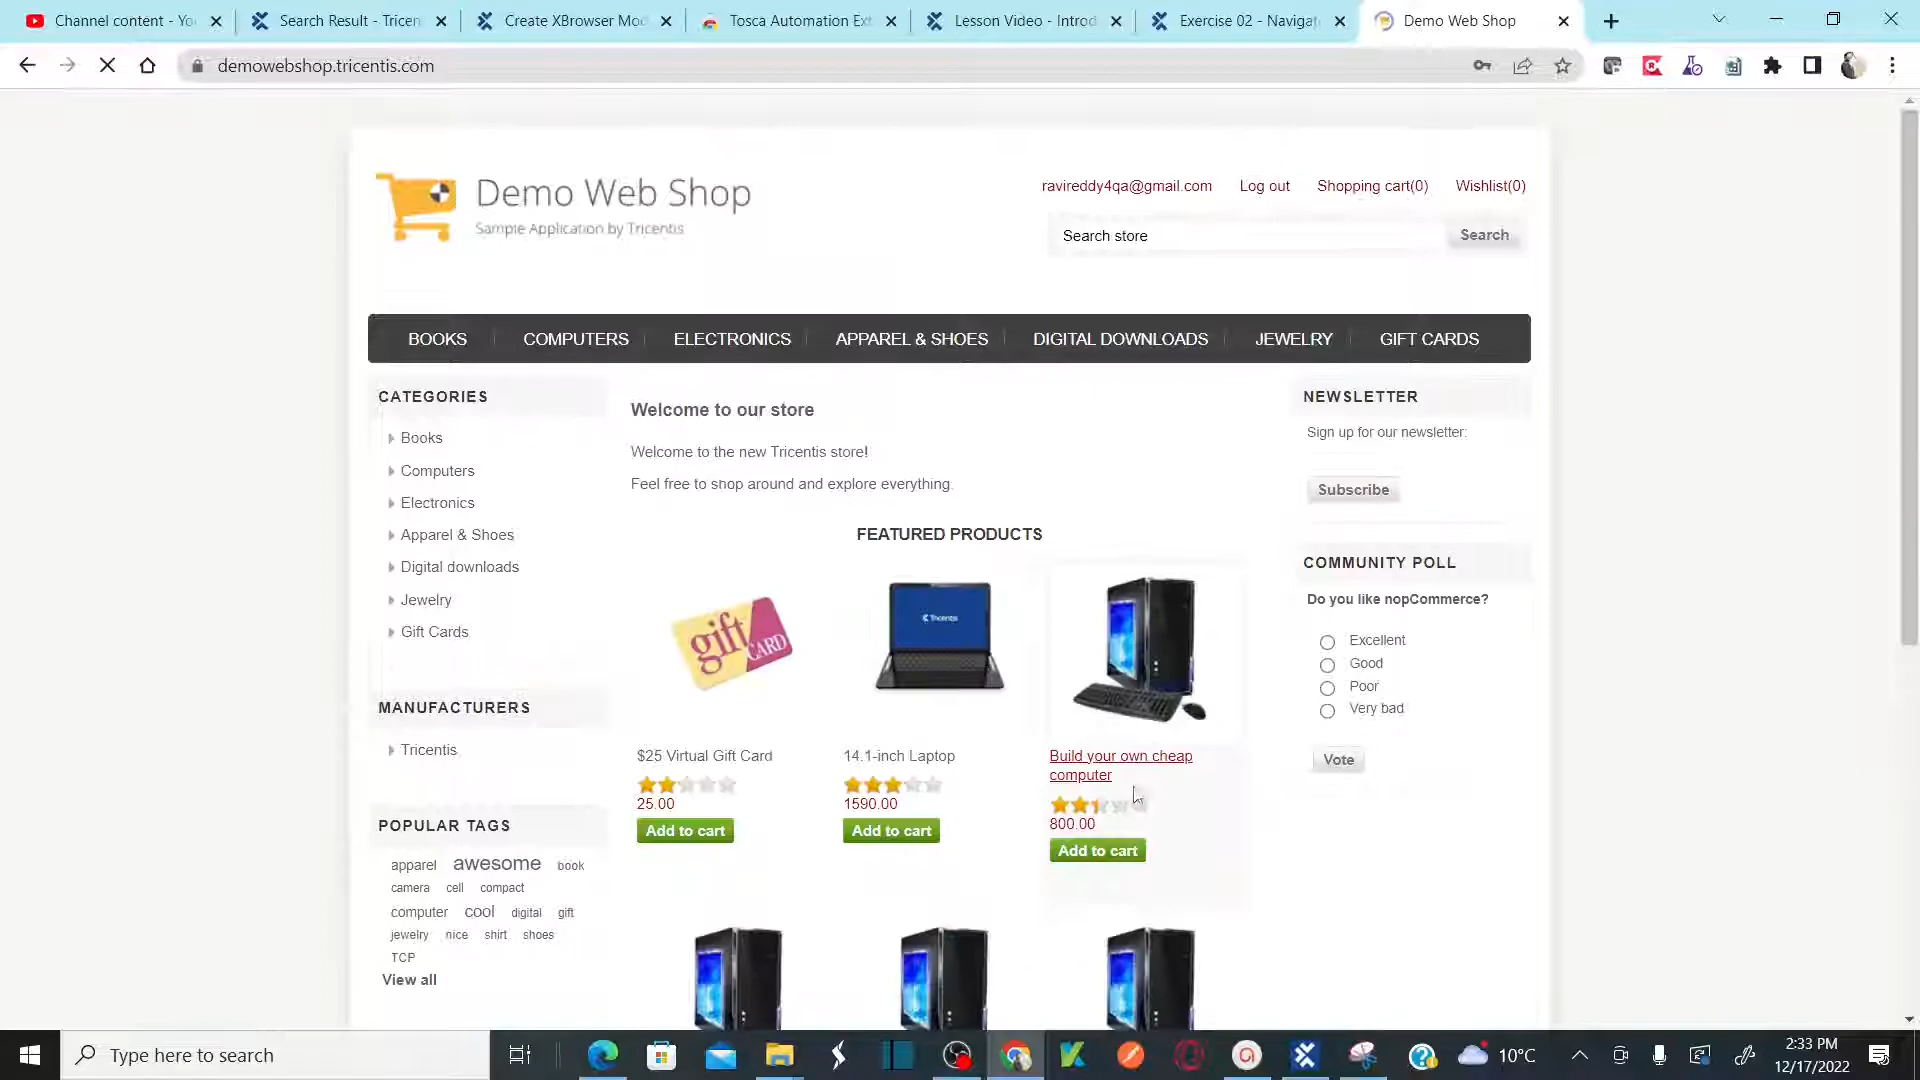 Channel content - Yo
Search Result - Tricen
Create XBrowser Mod
Tosca Automation Ext
Lesson Video - Introd
Exercise 02 - Navigat
Demo Web Shop
demowebshop.tricentis.com
Demo Web Shop
Sample Application by Tricentis
ravireddy4qa@gmail.com Log out Shopping cart(0) Wishlist(0)
Search store Search
BOOKS COMPUTERS ELECTRONICS APPAREL & SHOES DIGITAL DOWNLOADS JEWELRY GIFT CARDS
CATEGORIES
Books
Computers
Electronics
Apparel & Shoes
Digital downloads
Jewelry
Gift Cards
MANUFACTURERS
Tricentis
POPULAR TAGS
apparel awesome book
camera cell compact
computer cool digital gift
jewelry nice shirt shoes
TCP
View all
Welcome to our store
Welcome to the new Tricentis store!
Feel free to shop around and explore everything.
FEATURED PRODUCTS
gift CARD
Tricentis
$25 Virtual Gift Card
25.00
Add to cart
14.1-inch Laptop
1590.00
Add to cart
Build your own cheap
computer
800.00
Add to cart
NEWSLETTER
Sign up for our newsletter:
Subscribe
COMMUNITY POLL
Do you like nopCommerce?
Excellent
Good
Poor
Very bad
Vote
Type here to search
10°C
2:33 PM
12/17/2022